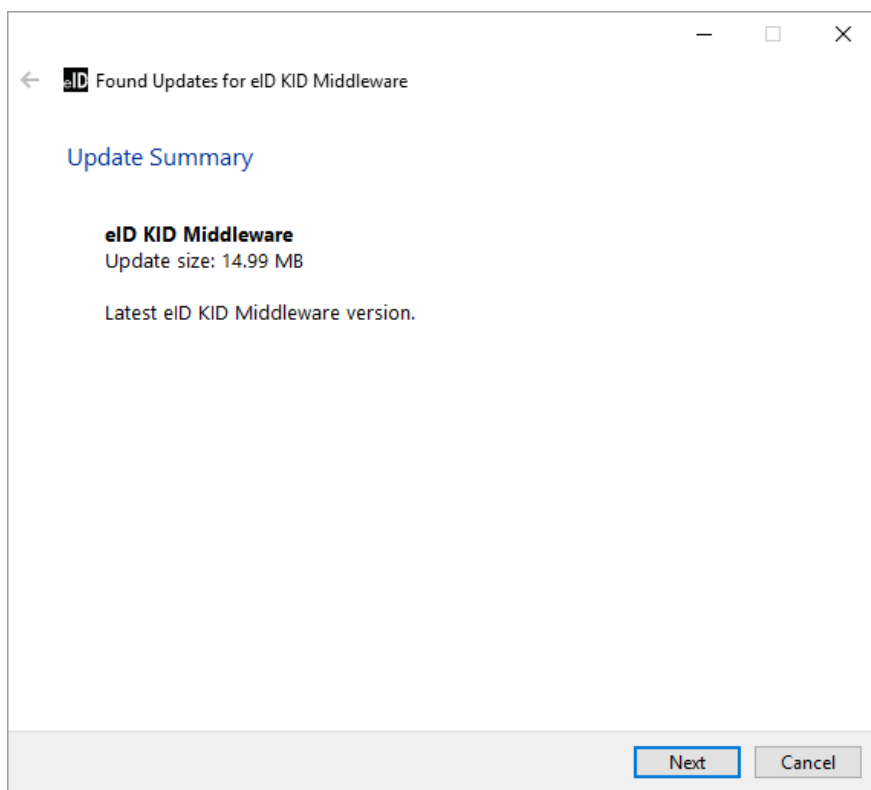 eID Found Updates for eID KID Middleware
Update Summary
eID KID Middleware
Update size: 14.99 MB
Latest eID KID Middleware version.
Next Cancel